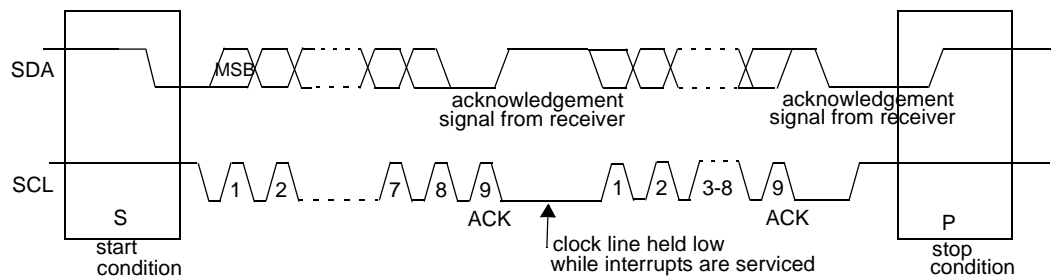 SDA
MSB
acknowledgement
signal from receiver
acknowledgement
signal from receiver
SCL
1 2 7 8 9 1 2 3-8 9
ACK ACK
S
start
condition
clock line held low
while interrupts are serviced
P
stop
condition